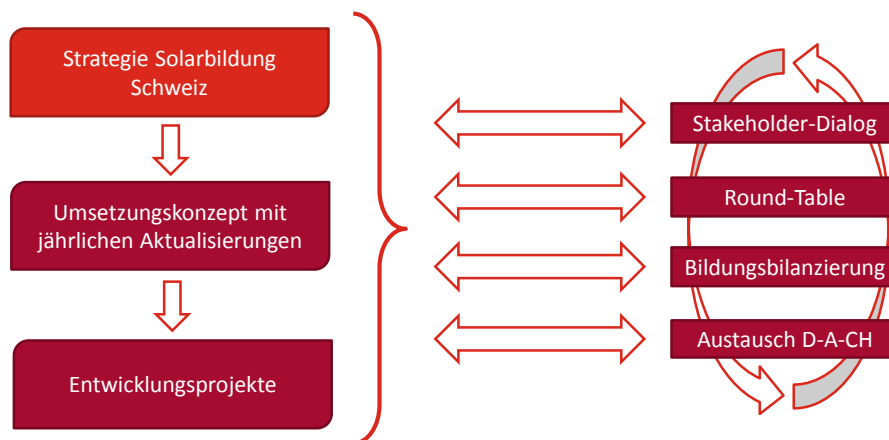 Strategie Solarbildung
Schweiz
Umsetzungskonzept mit
jährlichen Aktualisierungen
Entwicklungsprojekte
Stakeholder-Dialog
Round-Table
Bildungsbilanzierung
Austausch D-A-CH